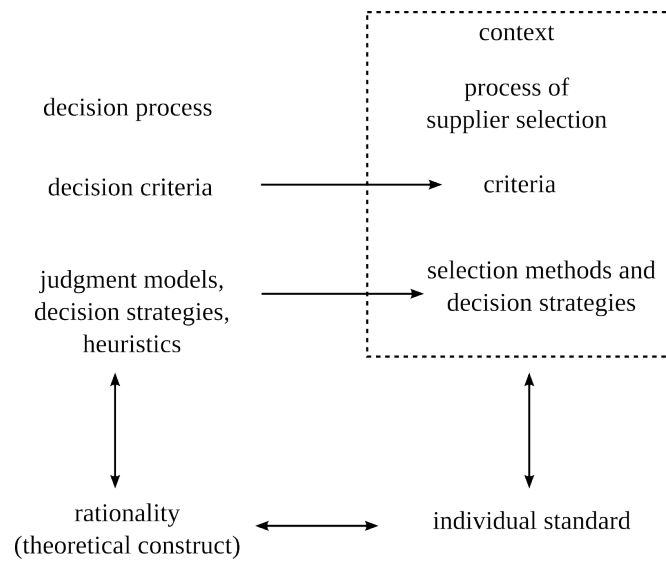 context
decision process
process of
supplier selection
decision criteria
criteria
judgment models,
decision strategies,
heuristics
selection methods and
decision strategies
rationality
(theoretical construct)
individual standard